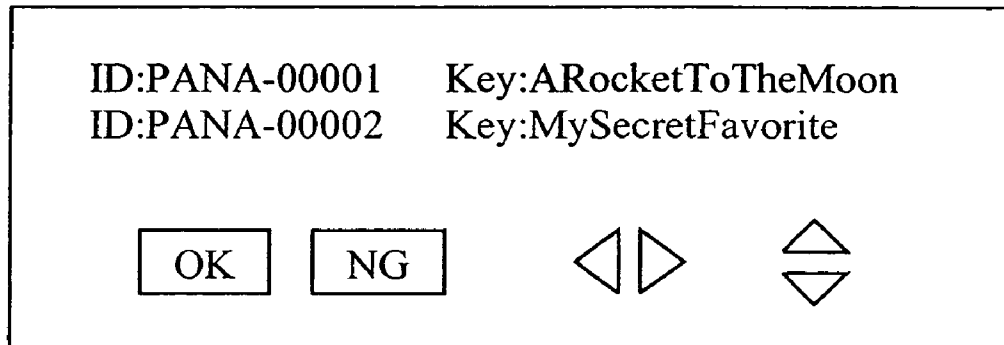 ID:PANA-00001 Key:ARocketToTheMoon
ID:PANA-00002 Key:MySecretFavorite
OK NG